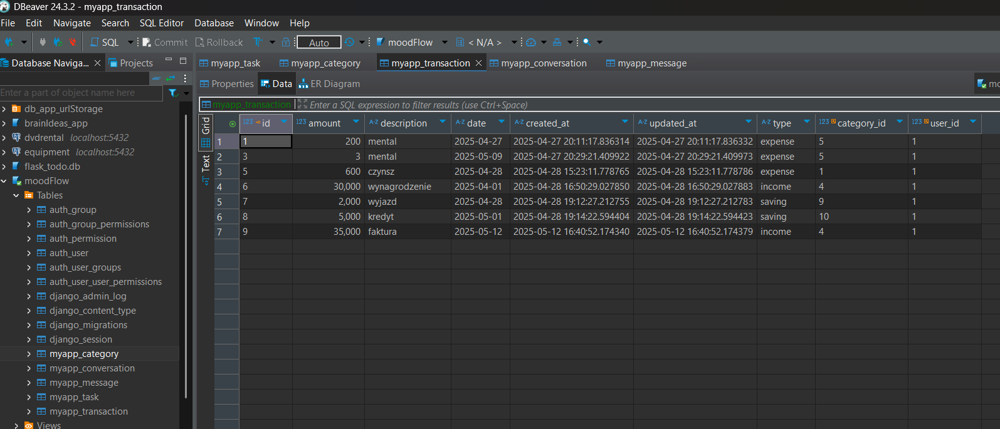 DBeaver 24.3.2 - myapp_transaction
File Edit Navigate Search SQL Editor Database Window Help
SQL Commit Rollback Auto moodFlow < N/A >
Database Naviga... Projects
myapp_task myapp_category myapp_transaction myapp_conversation myapp_message
Properties Data ER Diagram
Enter a part of object name here
myapp_transaction Enter a SQL expression to filter results (use Ctrl+Space)
db_app_urlStorage
brainIdeas_app
dvdrental localhost:5432
equipment localhost:5432
flask_todo.db
moodFlow
Tables
auth_group
auth_group_permissions
auth_permission
auth_user
auth_user_groups
auth_user_user_permissions
django_admin_log
django_content_type
django_migrations
django_session
myapp_category
myapp_conversation
myapp_message
myapp_task
myapp_transaction
Views
Grid
Text
123 id 123 amount A-Z description A-Z date A-Z created_at A-Z updated_at A-Z type 123 category_id 123 user_id
1 1 200 mental 2025-04-27 2025-04-27 20:11:17.836314 2025-04-27 20:11:17.836332 expense 5 1
2 3 3 mental 2025-05-09 2025-04-27 20:29:21.409922 2025-04-27 20:29:21.409973 expense 5 1
3 5 600 czynsz 2025-04-28 2025-04-28 15:23:11.778765 2025-04-28 15:23:11.778786 expense 1 1
4 6 30,000 wynagrodzenie 2025-04-01 2025-04-28 16:50:29.027850 2025-04-28 16:50:29.027883 income 4 1
5 7 2,000 wyjazd 2025-04-28 2025-04-28 19:12:27.212755 2025-04-28 19:12:27.212783 saving 9 1
6 8 5,000 kredyt 2025-05-01 2025-04-28 19:14:22.594404 2025-04-28 19:14:22.594423 saving 10 1
7 9 35,000 faktura 2025-05-12 2025-05-12 16:40:52.174340 2025-05-12 16:40:52.174379 income 4 1